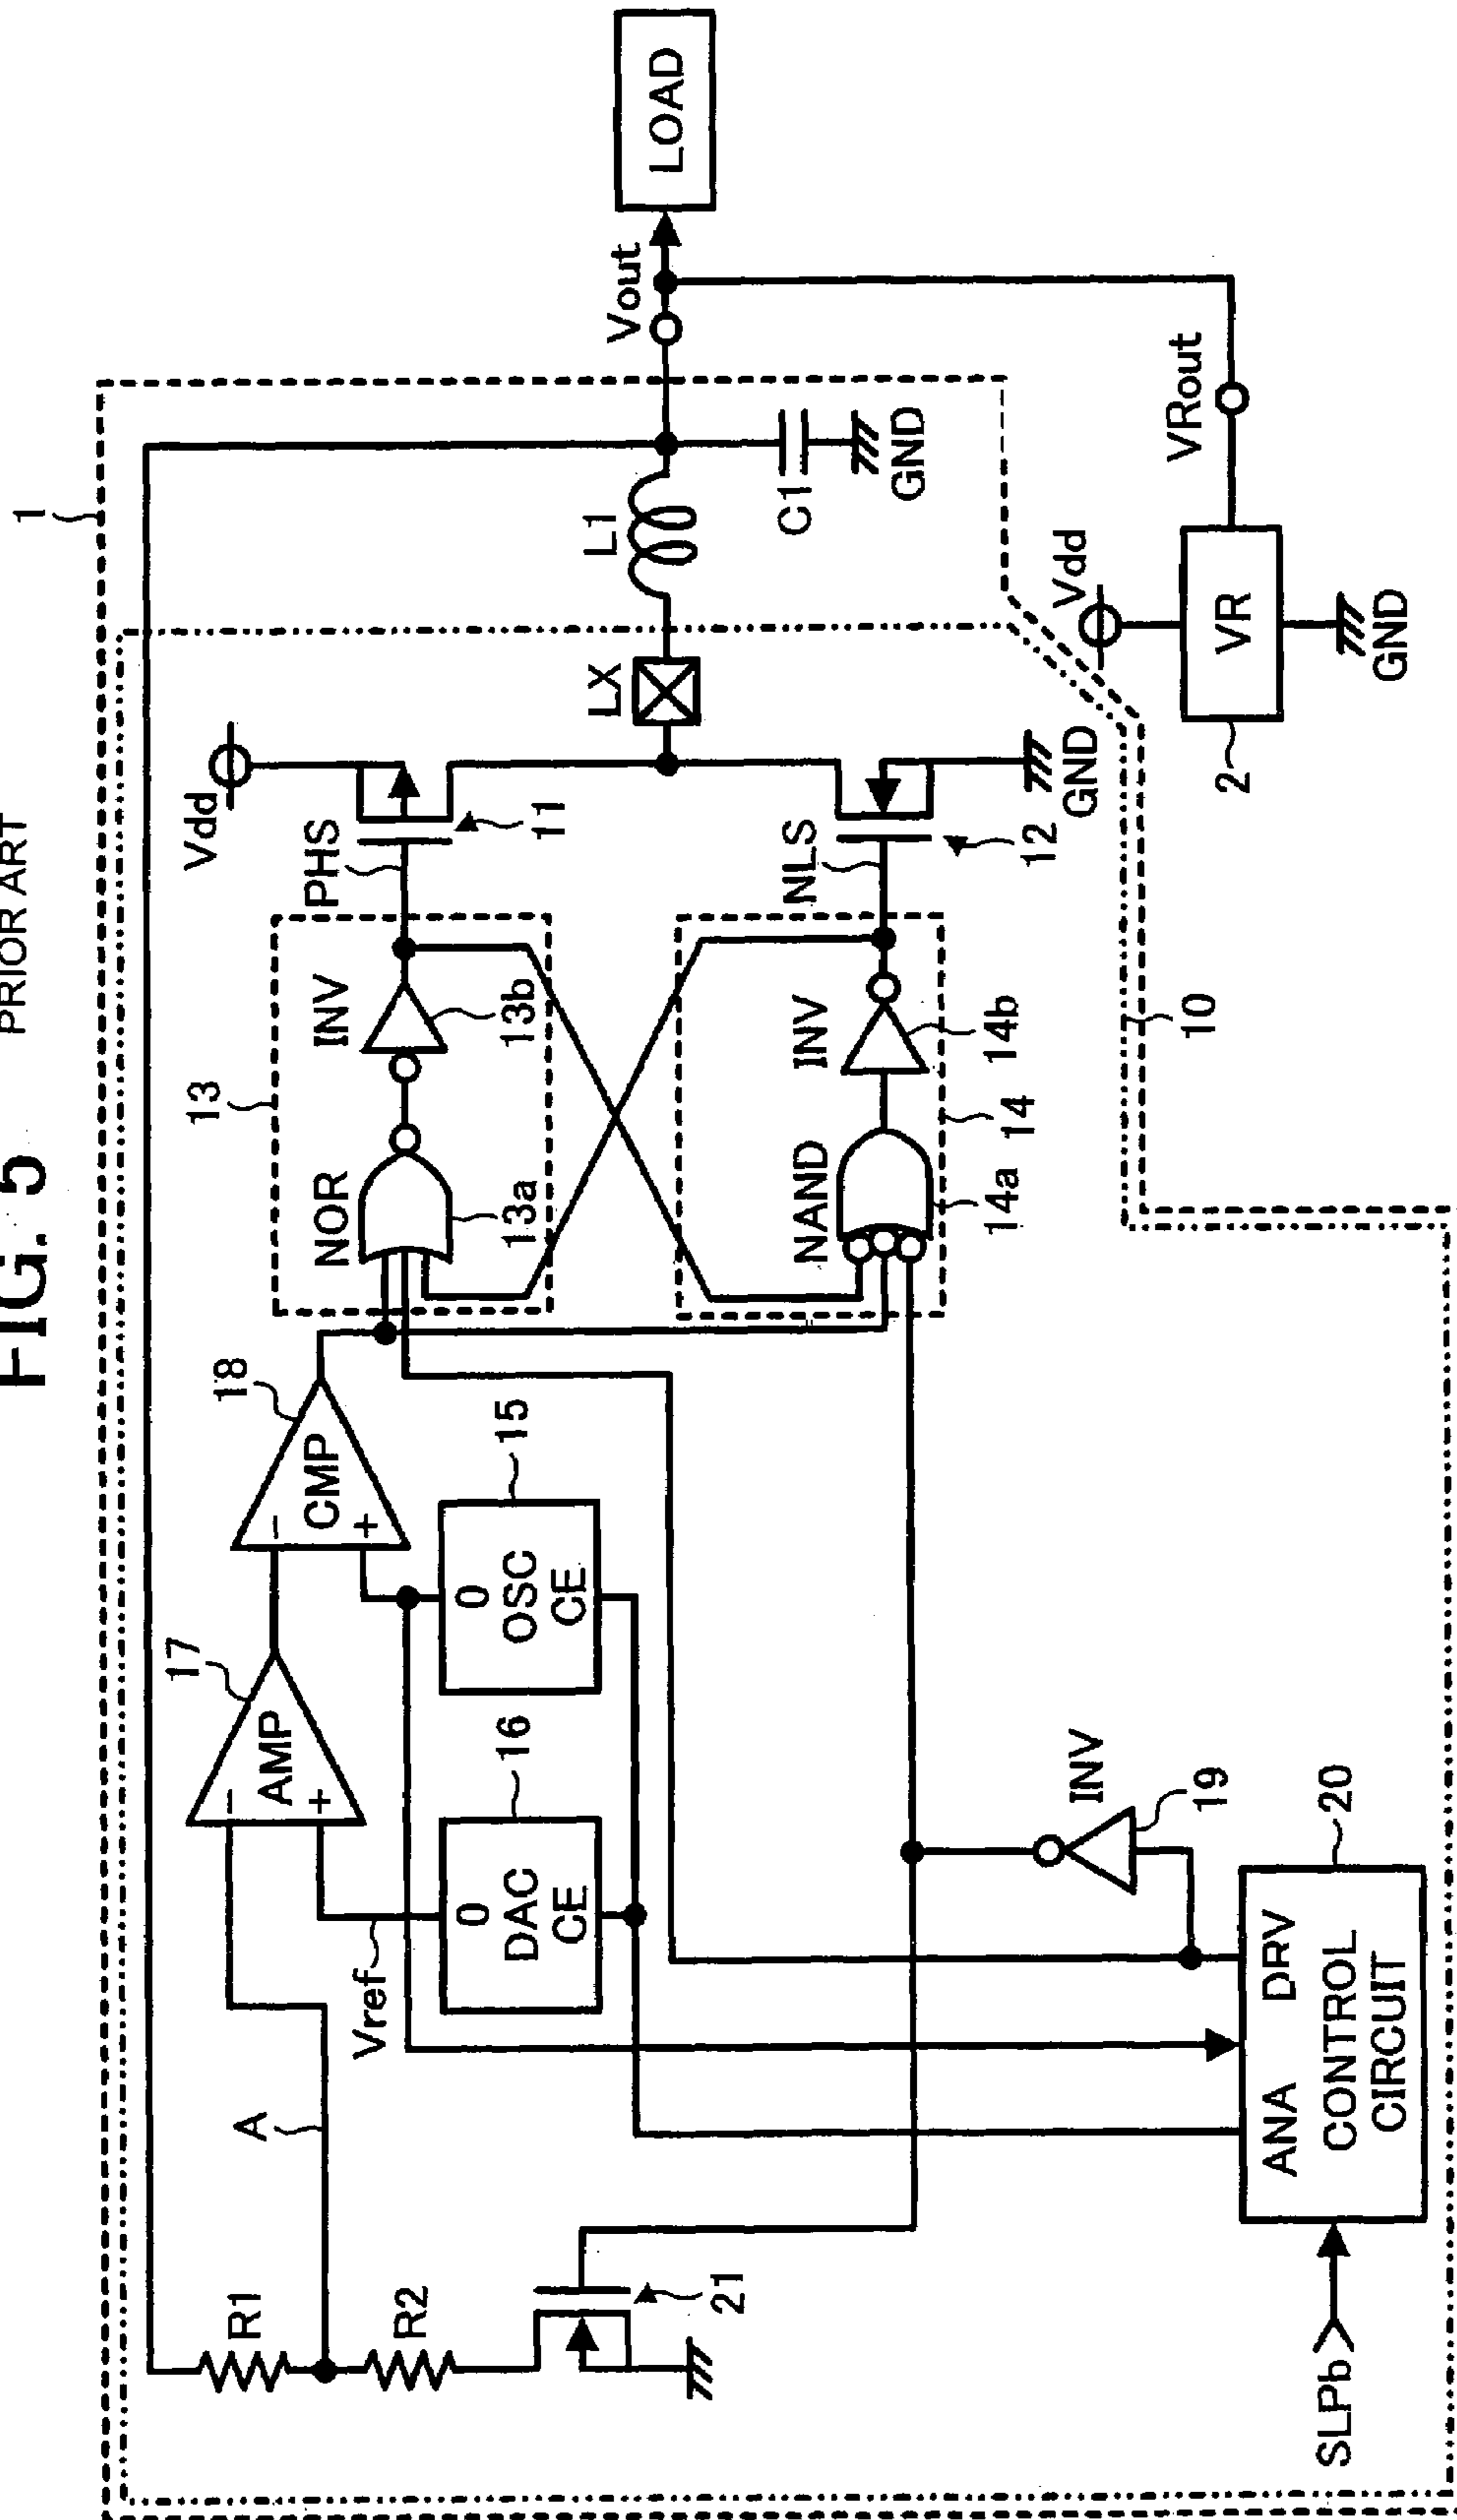 FIG. 5 PRIOR ART
1
LOAD
Vout
VRout
Vdd
VR
GND
2
L1
C1
GND
LX
Vdd
PHS
11
NLS
12
GND
13
INV
13b
NOR
13a
INV
14b
14
NAND
14a
10
18
CMP
−
+
15
O
OSC
CE
17
AMP
−
+
16
O
DAC
CE
Vref
INV
19
20
DRV
ANA
CONTROL
CIRCUIT
A
R1
R2
21
SLPb